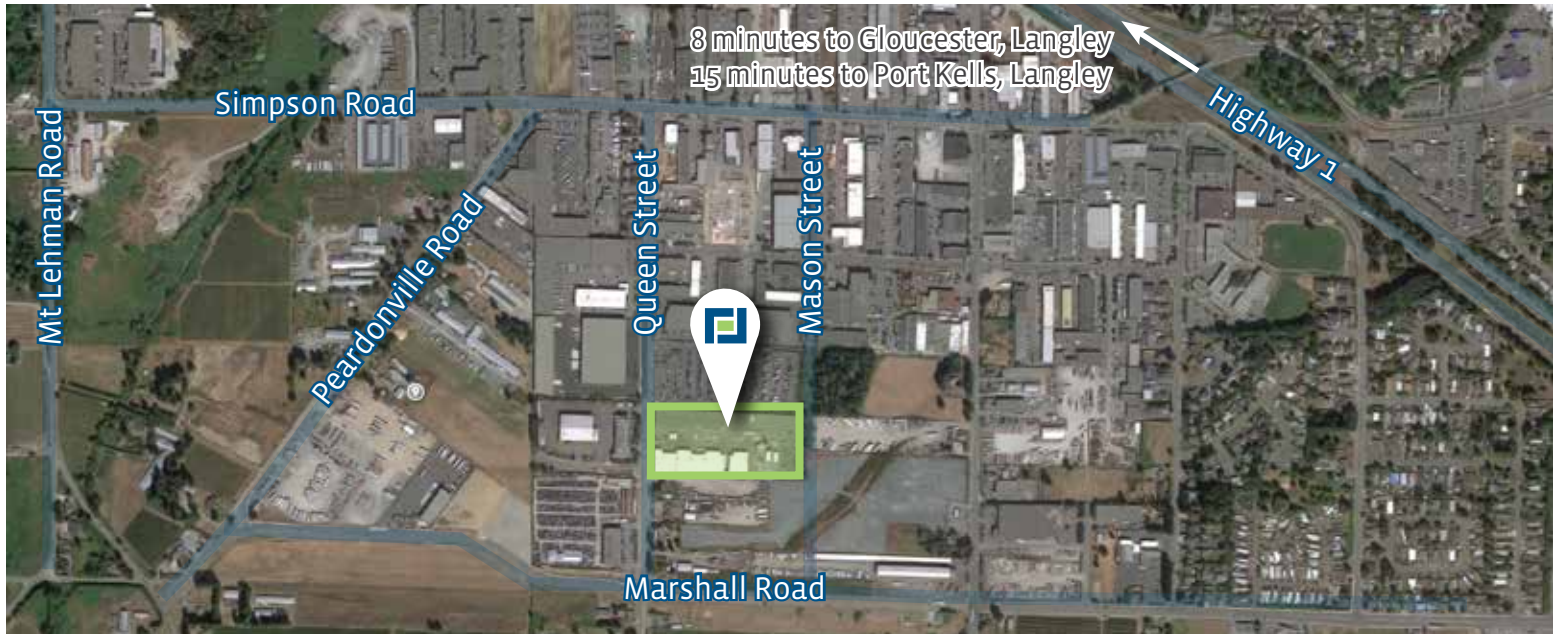 8 minutes to Gloucester, Langley
15 minutes to Port Kells, Langley
Simpson Road
Highway 1
Mt Lehman Road
Peardonville Road
Queen Street
Mason Street
Marshall Road